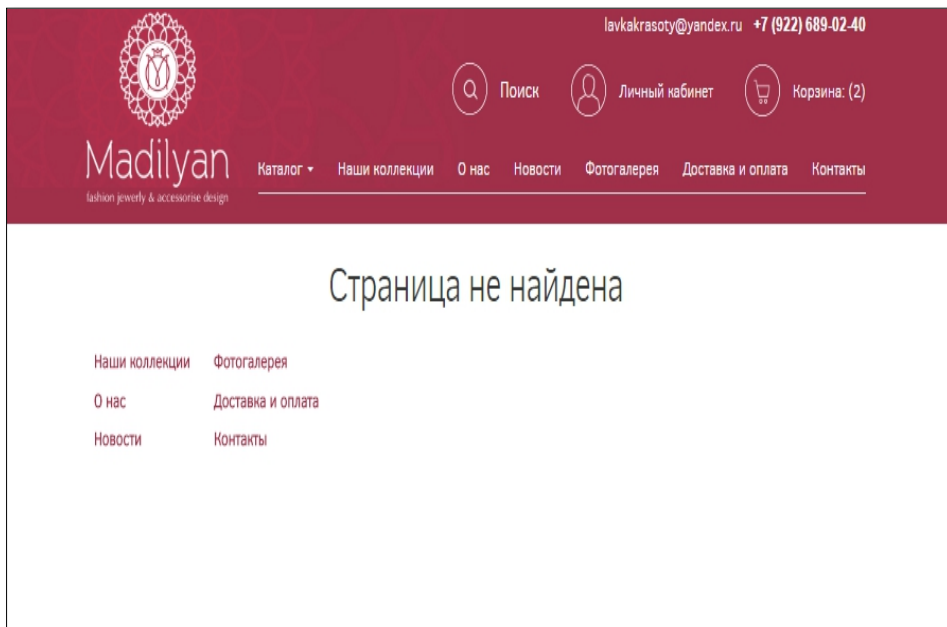 lavkakrasoty@yandex.ru +7 (922) 689-02-40
Поиск Личный кабинет Корзина: (2)
Madilyan
fashion jewerly & accessorise design
Каталог Наши коллекции О нас Новости Фотогалерея Доставка и оплата Контакты
Страница не найдена
Наши коллекции Фотогалерея
О нас Доставка и оплата
Новости Контакты